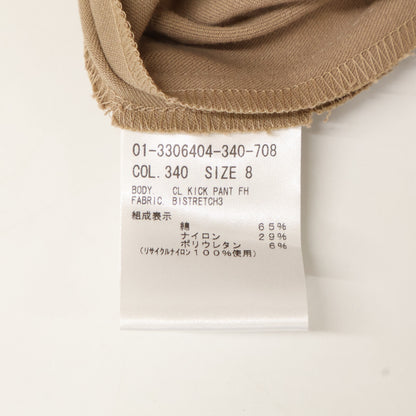 01-3306404-340-708
COL. 340 SIZE 8
BODY. CL KICK PANT FH
FABRIC. BISTRETCH3
組成表示
綿 65%
ナイロン 29%
ポリウレタン 6%
(リサイクルナイロン100%使用)